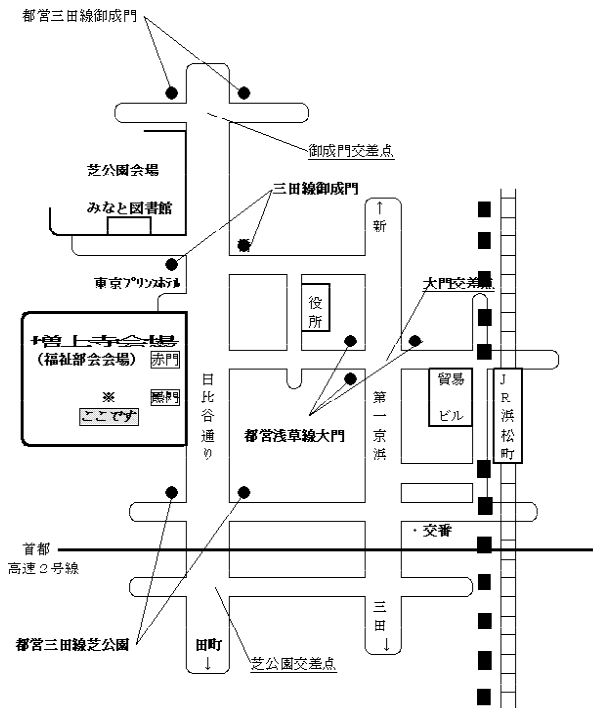 都営三田線御成門
御成門交差点
芝公園会場
みなと図書館
三田線御成門
↑
新
東京プリンスホテル
大門交差点
役所
増上寺会場
(福祉部会会場)
赤門
黒門
※
ここです
日比谷通り
第一京浜
貿易
ビル
JR浜松町
都営浅草線大門
・交番
首都
高速２号線
三田
↓
都営三田線芝公園
田町
↓
芝公園交差点